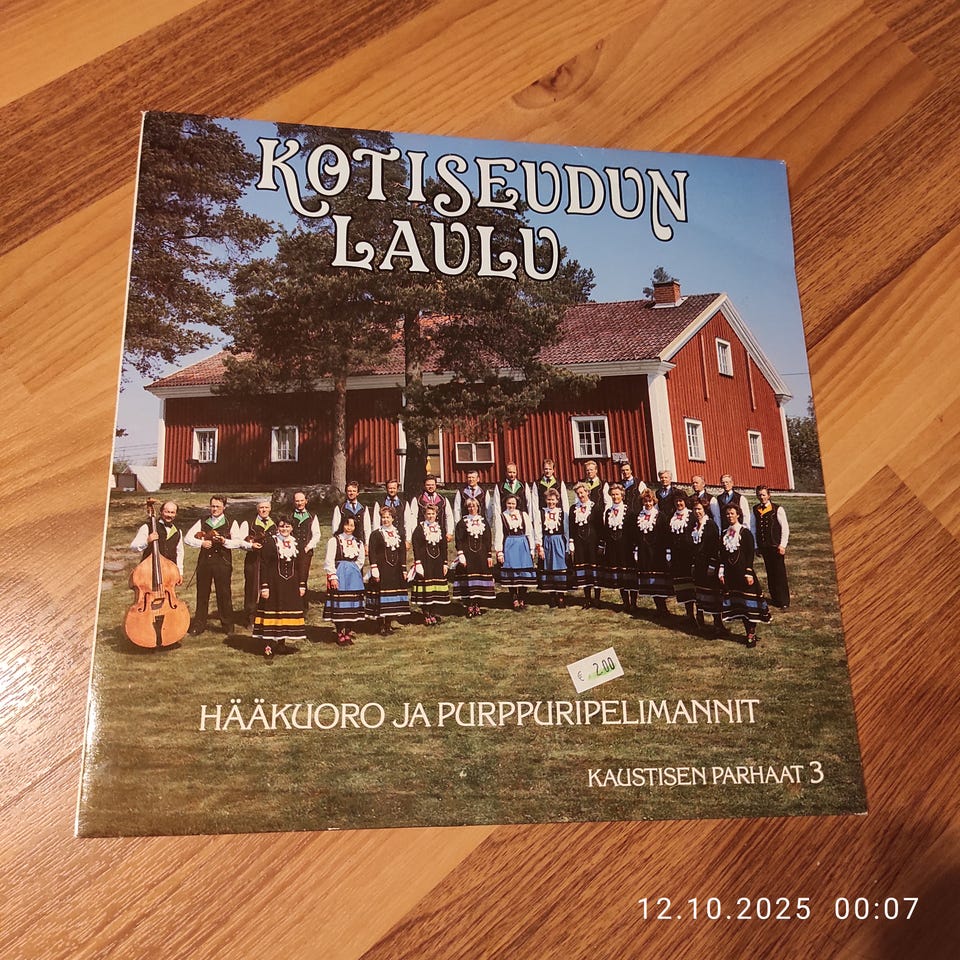 KOTISEUDUN
LAULU
€ 2.00
HÄÄKUORO JA PURPPURIPELIMANNIT
KAUSTISEN PARHAAT 3
12.10.2025 00:07